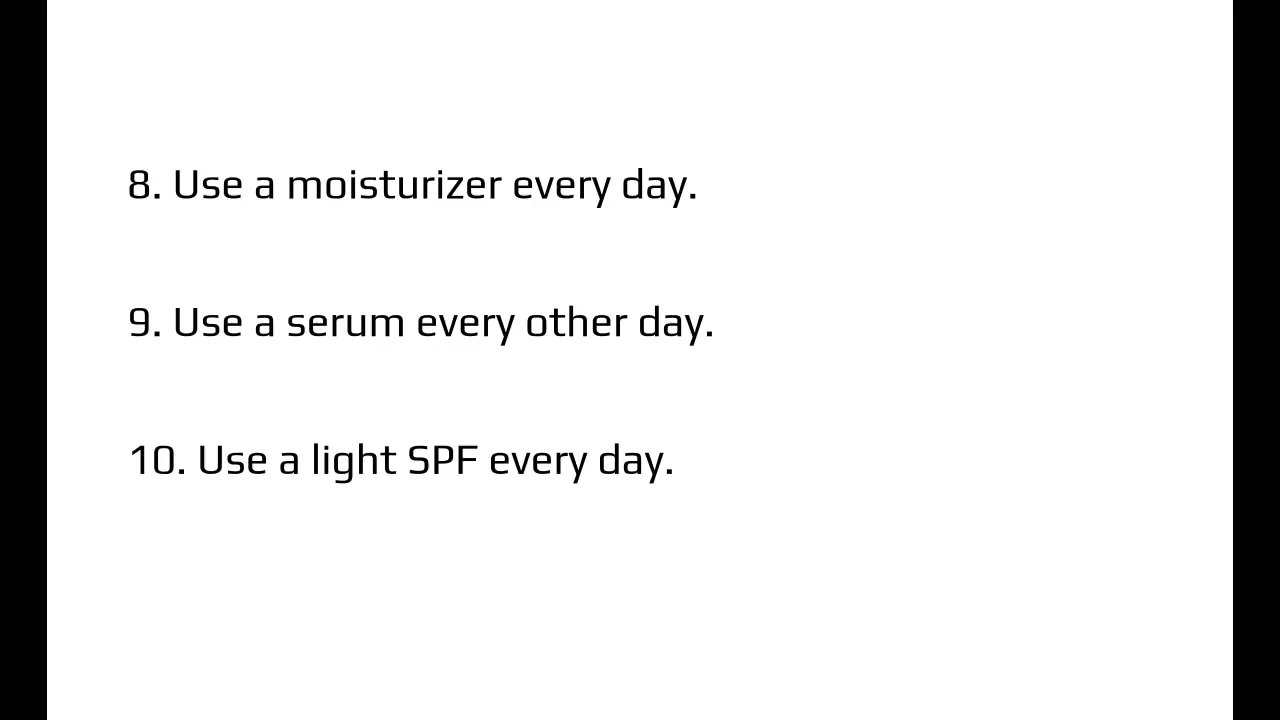 8. Use a moisturizer every day.
9. Use a serum every other day.
10. Use a light SPF every day.